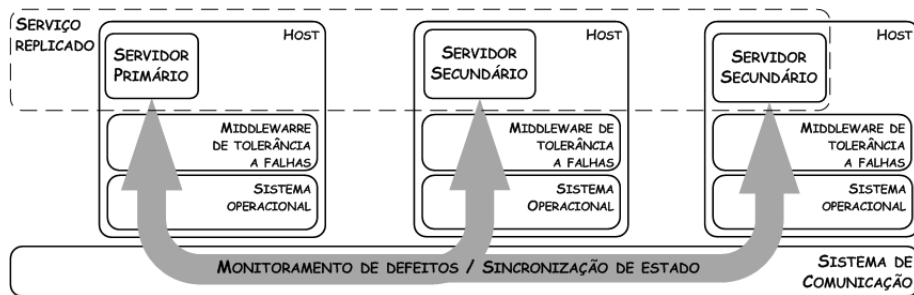 SERVIÇO
REPLICADO
HOST
SERVIDOR
PRIMÁRIO
MIDDLEWARRE
DE TOLERÂNCIA
A FALHAS
SISTEMA
OPERACIONAL
HOST
SERVIDOR
SECUNDÁRIO
MIDDLEWARE DE
TOLERÂNCIA
A FALHAS
SISTEMA
OPERACIONAL
HOST
SERVIDOR
SECUNDÁRIO
MIDDLEWARE DE
TOLERÂNCIA
A FALHAS
SISTEMA
OPERACIONAL
MONITORAMENTO DE DEFEITOS / SINCRONIZAÇÃO DE ESTADO
SISTEMA DE
COMUNICAÇÃO